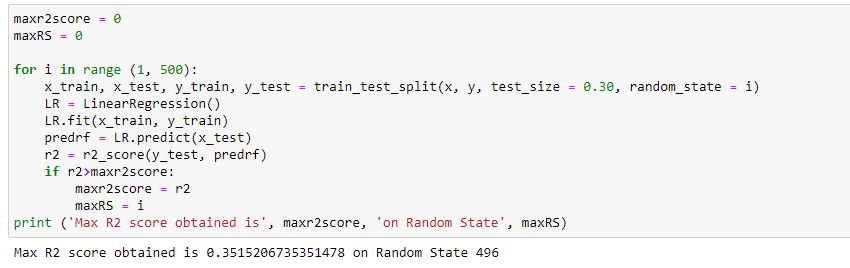 maxr2score = 0
maxRS = 0
for i in range (1, 500):
    x_train, x_test, y_train, y_test = train_test_split(x, y, test_size = 0.30, random_state = i)
    LR = LinearRegression()
    LR.fit(x_train, y_train)
    predrf = LR.predict(x_test)
    r2 = r2_score(y_test, predrf)
    if r2>maxr2score:
        maxr2score = r2
        maxRS = i
print ('Max R2 score obtained is', maxr2score, 'on Random State', maxRS)
Max R2 score obtained is 0.3515206735351478 on Random State 496